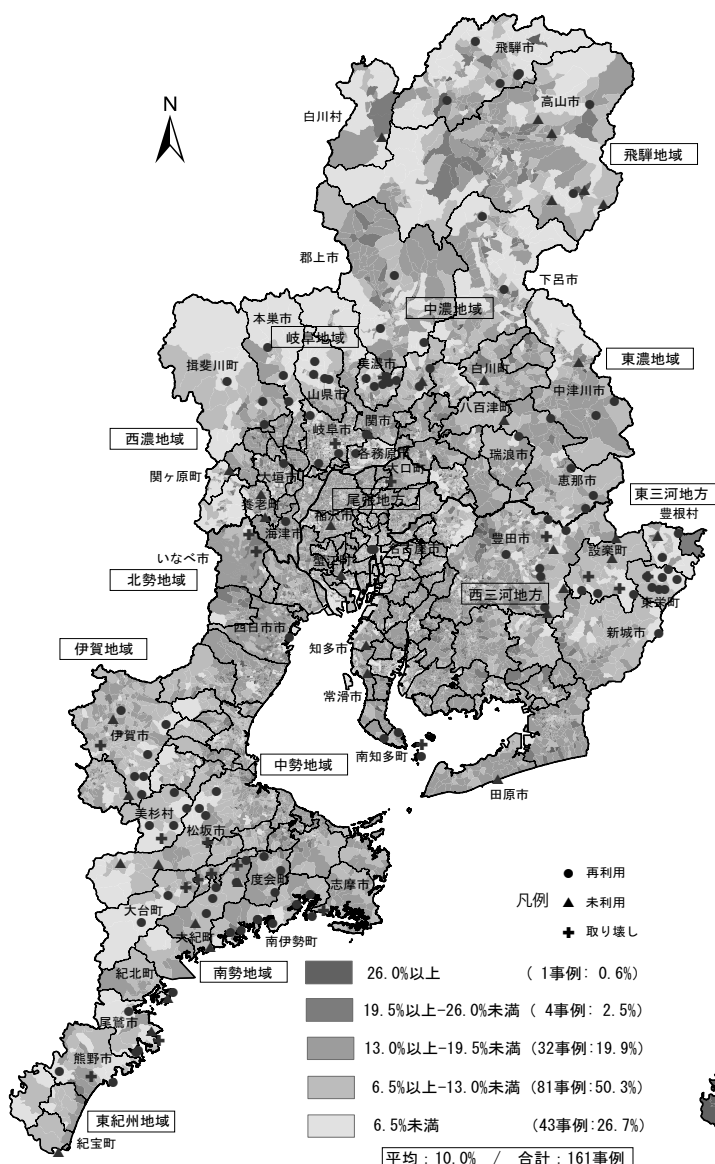 飛騨市
N
高山市
白川村
飛騨地域
郡上市
下呂市
中濃地域
本巣市
岐阜地域
美濃市
東濃地域
揖斐川町
白川町
中津川市
山県市
八百津町
関市
岐阜市
西濃地域
各務原市
瑞浪市
大口町
関ヶ原町
大垣市
恵那市
東三河地方
養老町
尾張地方
豊根村
稲沢市
海津市
豊田市
設楽町
いなべ市
名古屋市
蟹江町
北勢地域
西三河地方
東栄町
四日市市
新城市
伊賀地域
知多市
常滑市
伊賀市
南知多町
中勢地域
田原市
美杉村
松坂市
再利用
度会町
志摩市
凡例
未利用
大台町
取り壊し
大紀町
南伊勢町
紀北町
南勢地域
26.0%以上 ( 1事例: 0.6%)
19.5%以上-26.0%未満 ( 4事例: 2.5%)
尾鷲市
13.0%以上-19.5%未満 (32事例:19.9%)
熊野市
6.5%以上-13.0%未満 (81事例:50.3%)
東紀州地域
6.5%未満 (43事例:26.7%)
紀宝町
平均：10.0% / 合計：161事例